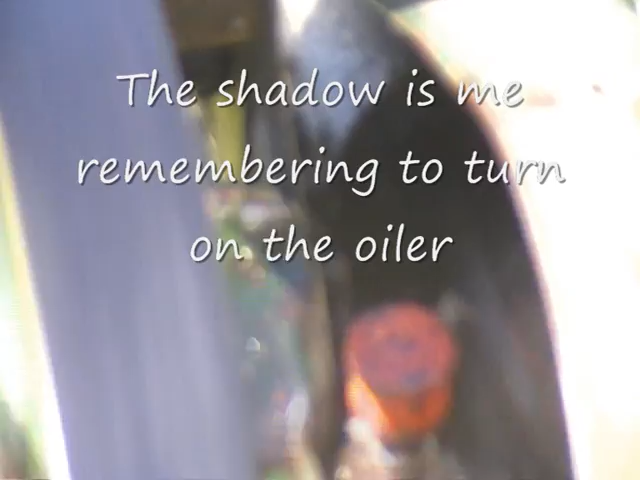 The shadow is me
remembering to turn
on the oiler